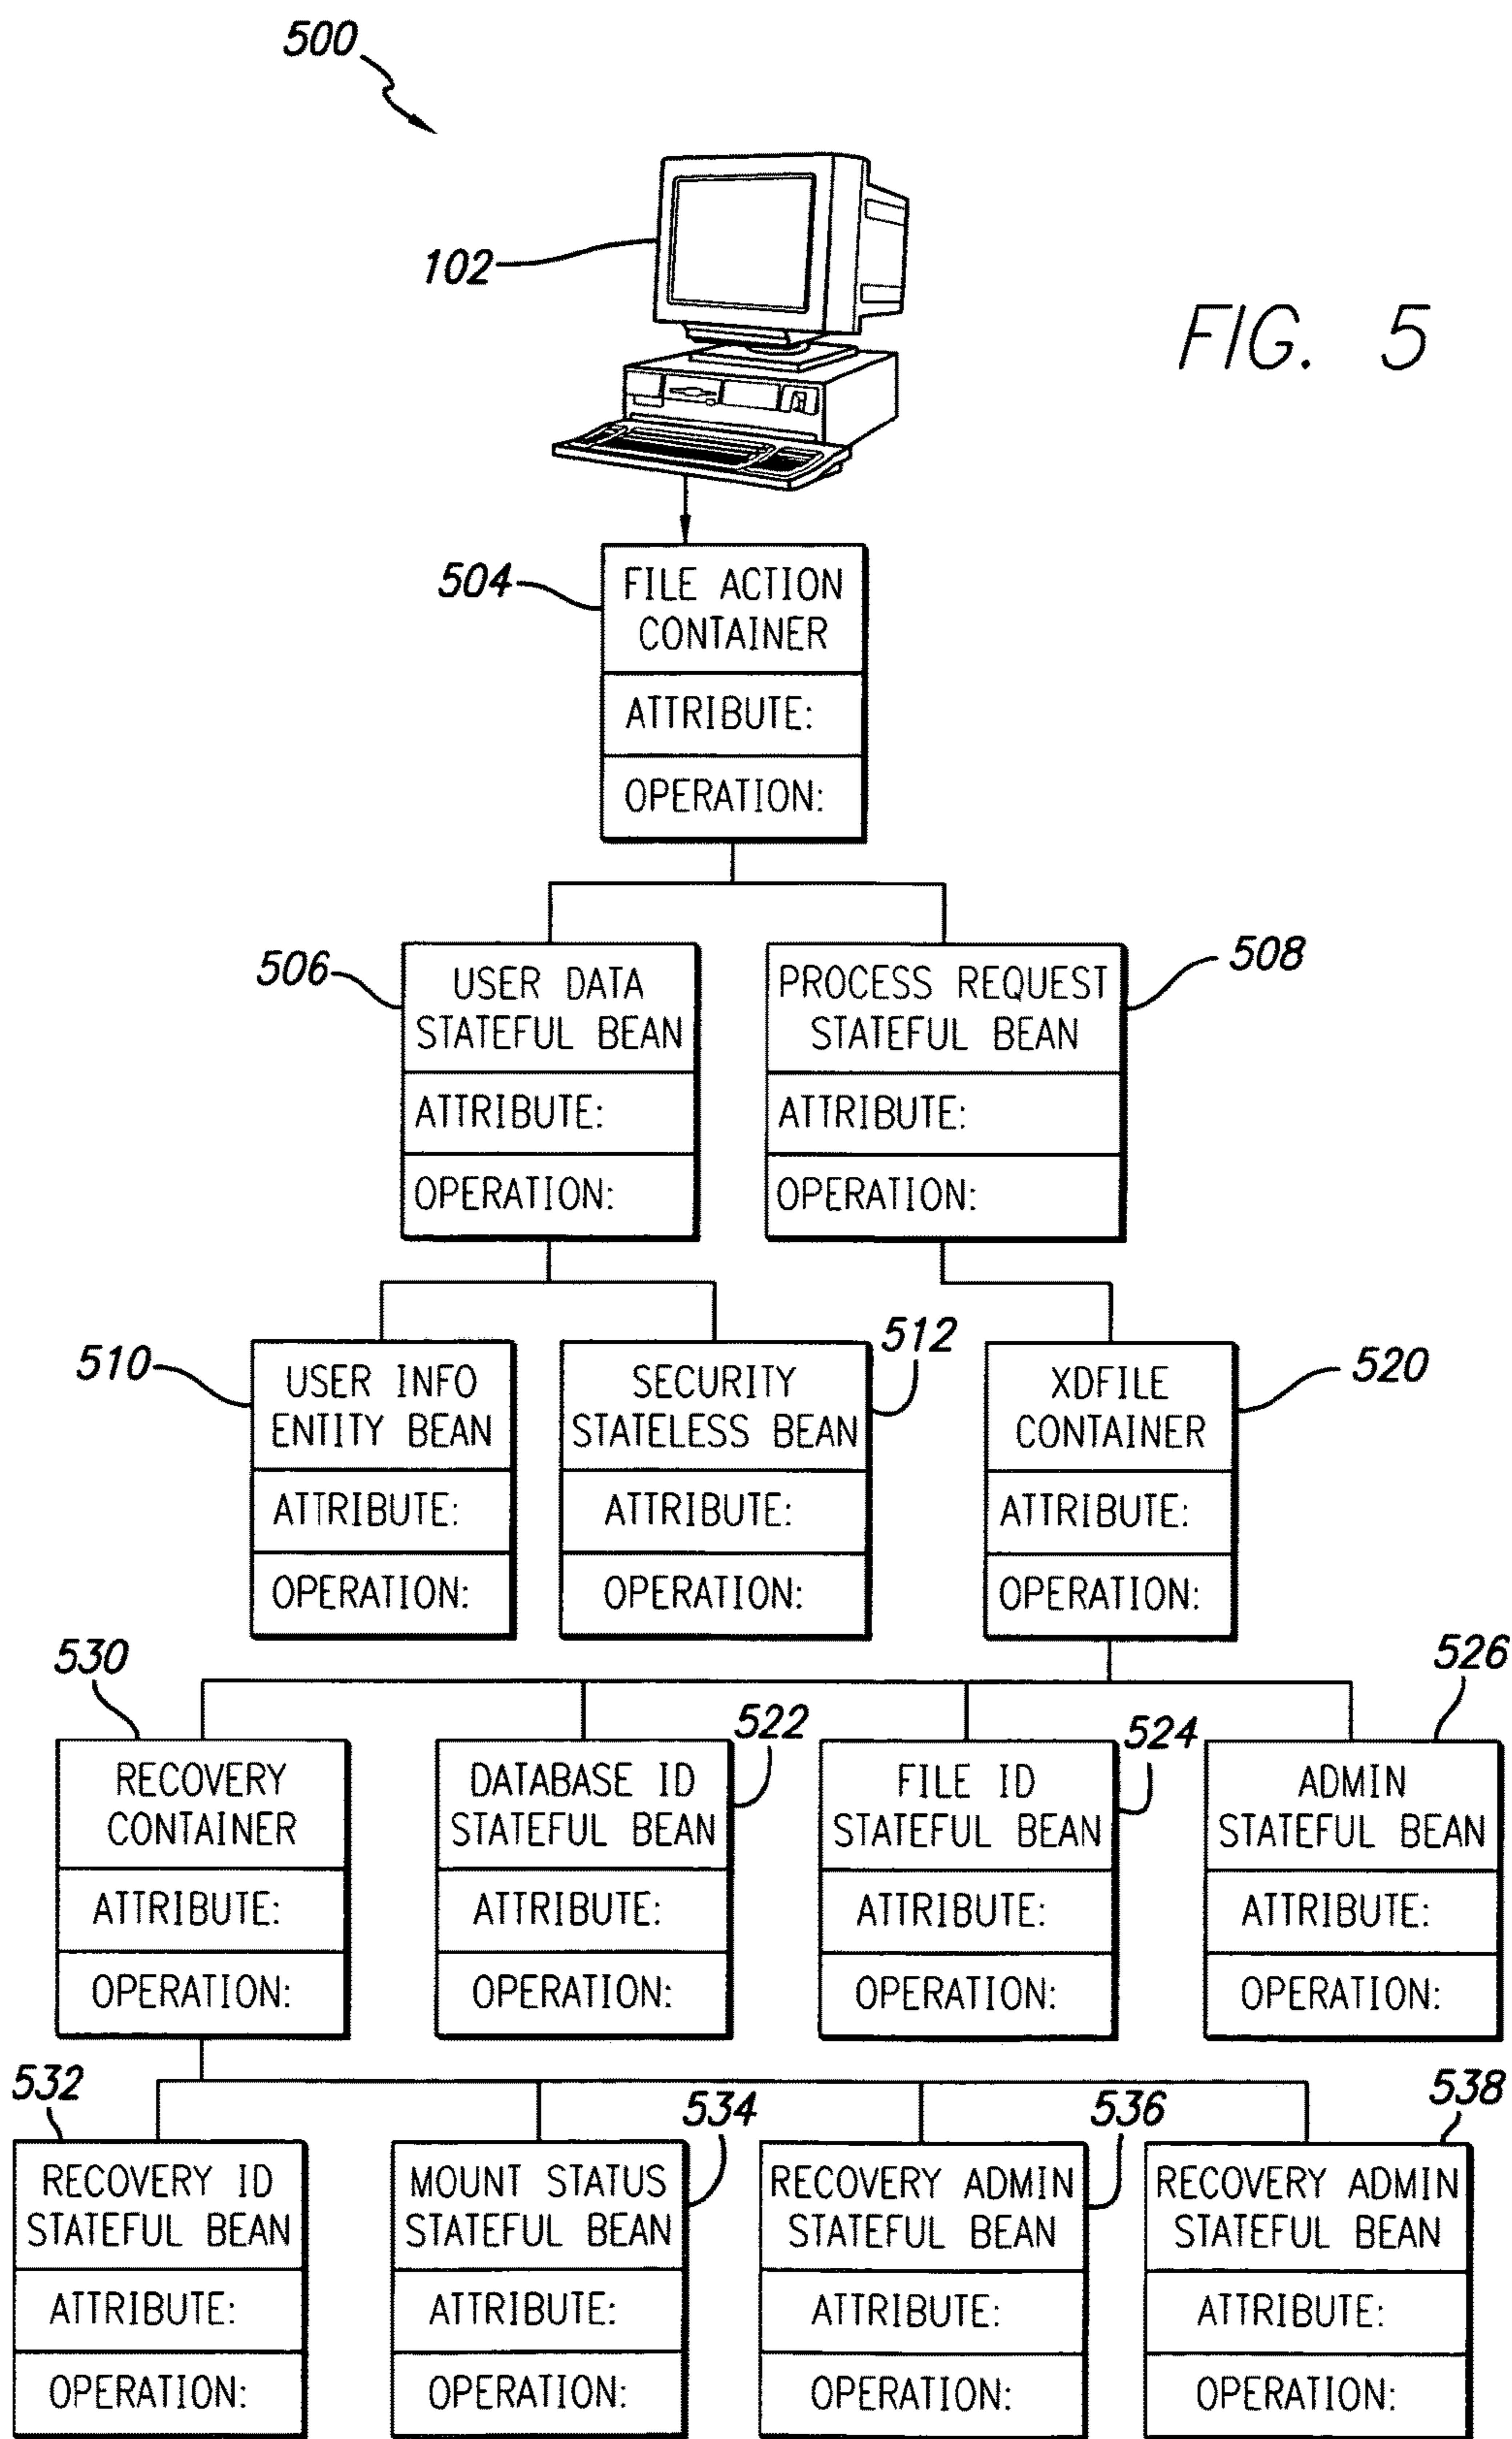 500
102
FIG. 5
504
FILE ACTION
CONTAINER
ATTRIBUTE:
OPERATION:
506
USER DATA
STATEFUL BEAN
ATTRIBUTE:
OPERATION:
508
PROCESS REQUEST
STATEFUL BEAN
ATTRIBUTE:
OPERATION:
510
USER INFO
ENTITY BEAN
ATTRIBUTE:
OPERATION:
512
SECURITY
STATELESS BEAN
ATTRIBUTE:
OPERATION:
520
XDFILE
CONTAINER
ATTRIBUTE:
OPERATION:
530
RECOVERY
CONTAINER
ATTRIBUTE:
OPERATION:
522
DATABASE ID
STATEFUL BEAN
ATTRIBUTE:
OPERATION:
524
FILE ID
STATEFUL BEAN
ATTRIBUTE:
OPERATION:
526
ADMIN
STATEFUL BEAN
ATTRIBUTE:
OPERATION:
532
RECOVERY ID
STATEFUL BEAN
ATTRIBUTE:
OPERATION:
534
MOUNT STATUS
STATEFUL BEAN
ATTRIBUTE:
OPERATION:
536
RECOVERY ADMIN
STATEFUL BEAN
ATTRIBUTE:
OPERATION:
538
RECOVERY ADMIN
STATEFUL BEAN
ATTRIBUTE:
OPERATION: